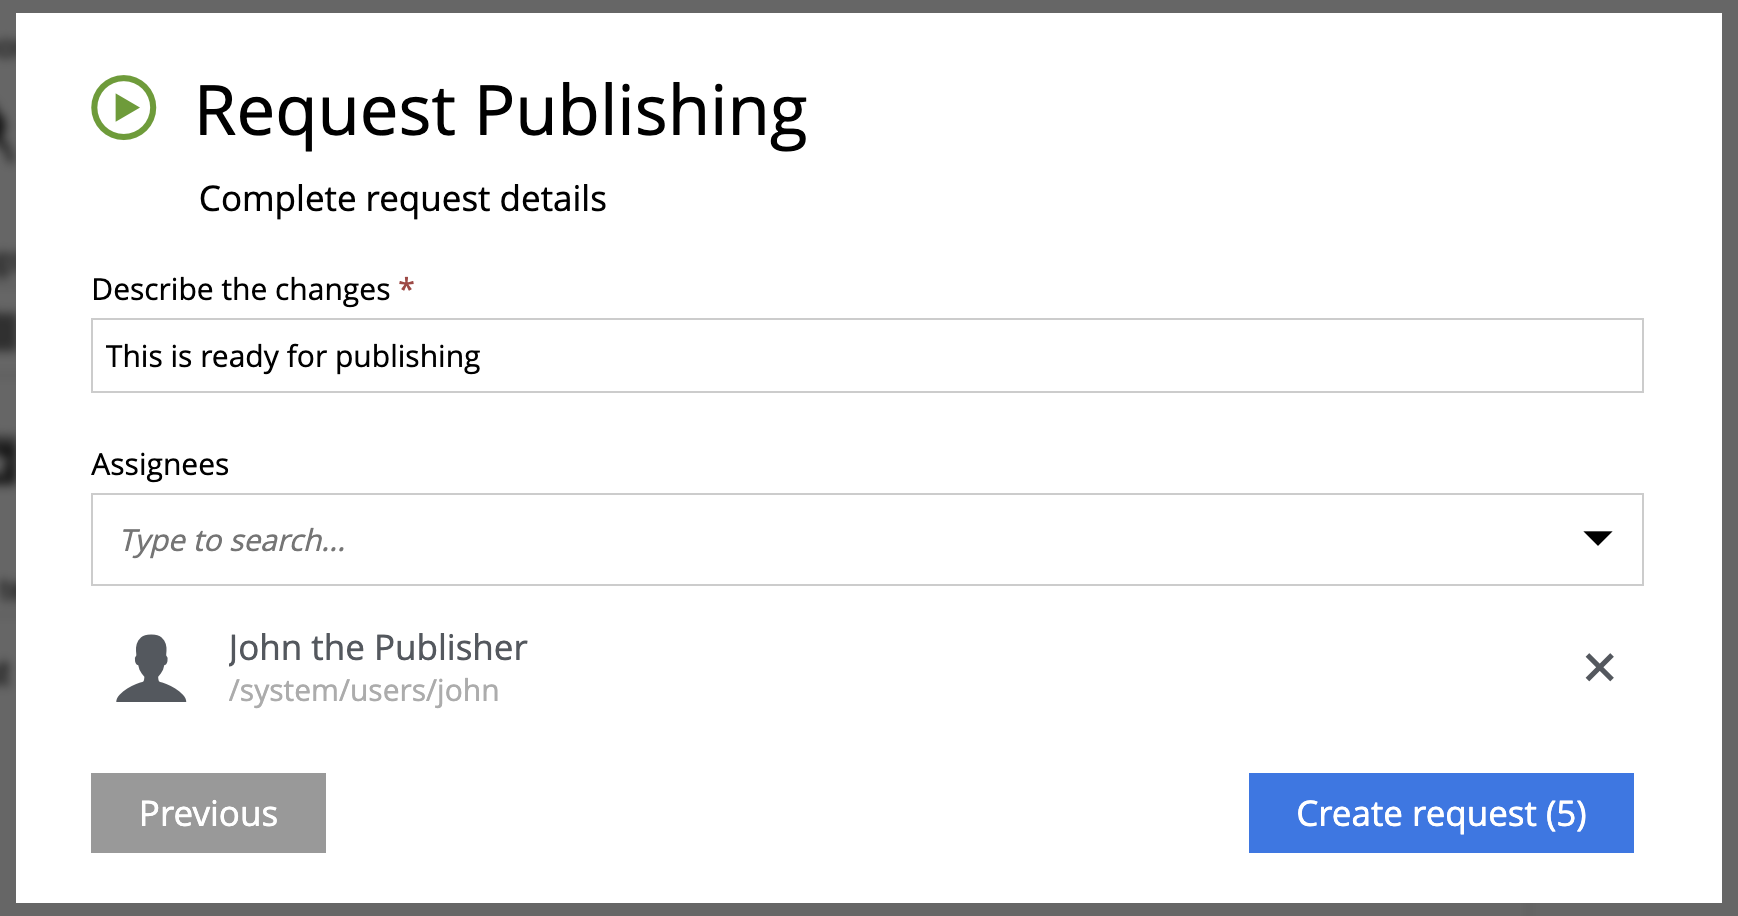 Request Publishing
Complete request details
Describe the changes *
This is ready for publishing
Assignees
Type to search...
John the Publisher
/system/users/john
Previous
Create request (5)